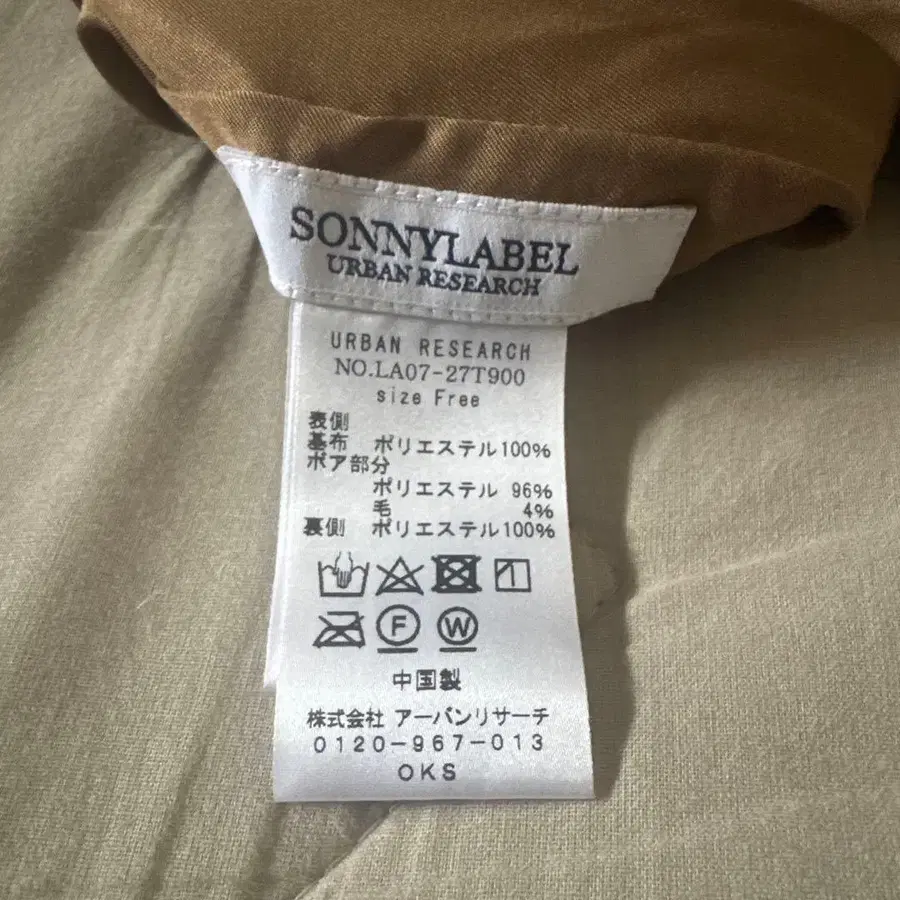 SONNYLABEL
URBAN RESEARCH
URBAN RESEARCH
NO.LA07-27T900
size Free
表側
基布 ポリエステル100%
ボア部分
ポリエステル 96%
毛 4%
裏側 ポリエステル100%
F W
中国製
株式会社 アーバンリサーチ
0120-967-013
OKS